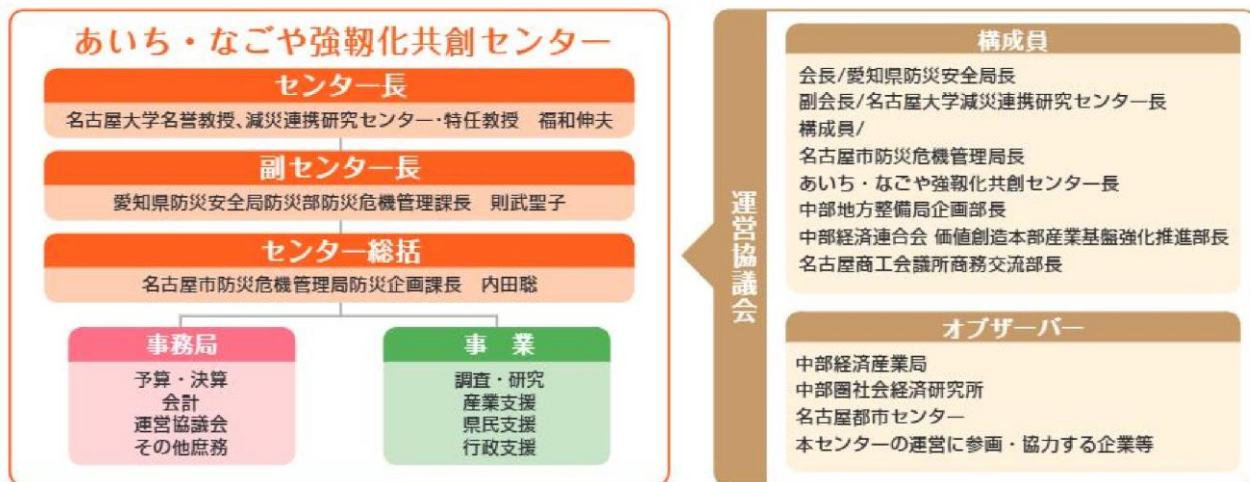 あいち・なごや強靱化共創センター
センター長
名古屋大学名誉教授、減災連携研究センター・特任教授　福和伸夫
副センター長
愛知県防災安全局防災部防災危機管理課長　則武聖子
センター総括
名古屋市防災危機管理局防災企画課長　内田聡
事務局
予算・決算
会計
運営協議会
その他庶務
事　業
調査・研究
産業支援
県民支援
行政支援
運営協議会
構成員
会長/愛知県防災安全局長
副会長/名古屋大学減災連携研究センター長
構成員/
名古屋市防災危機管理局長
あいち・なごや強靱化共創センター長
中部地方整備局企画部長
中部経済連合会 価値創造本部産業基盤強化推進部長
名古屋商工会議所商務交流部長
オブザーバー
中部経済産業局
中部圏社会経済研究所
名古屋都市センター
本センターの運営に参画・協力する企業等